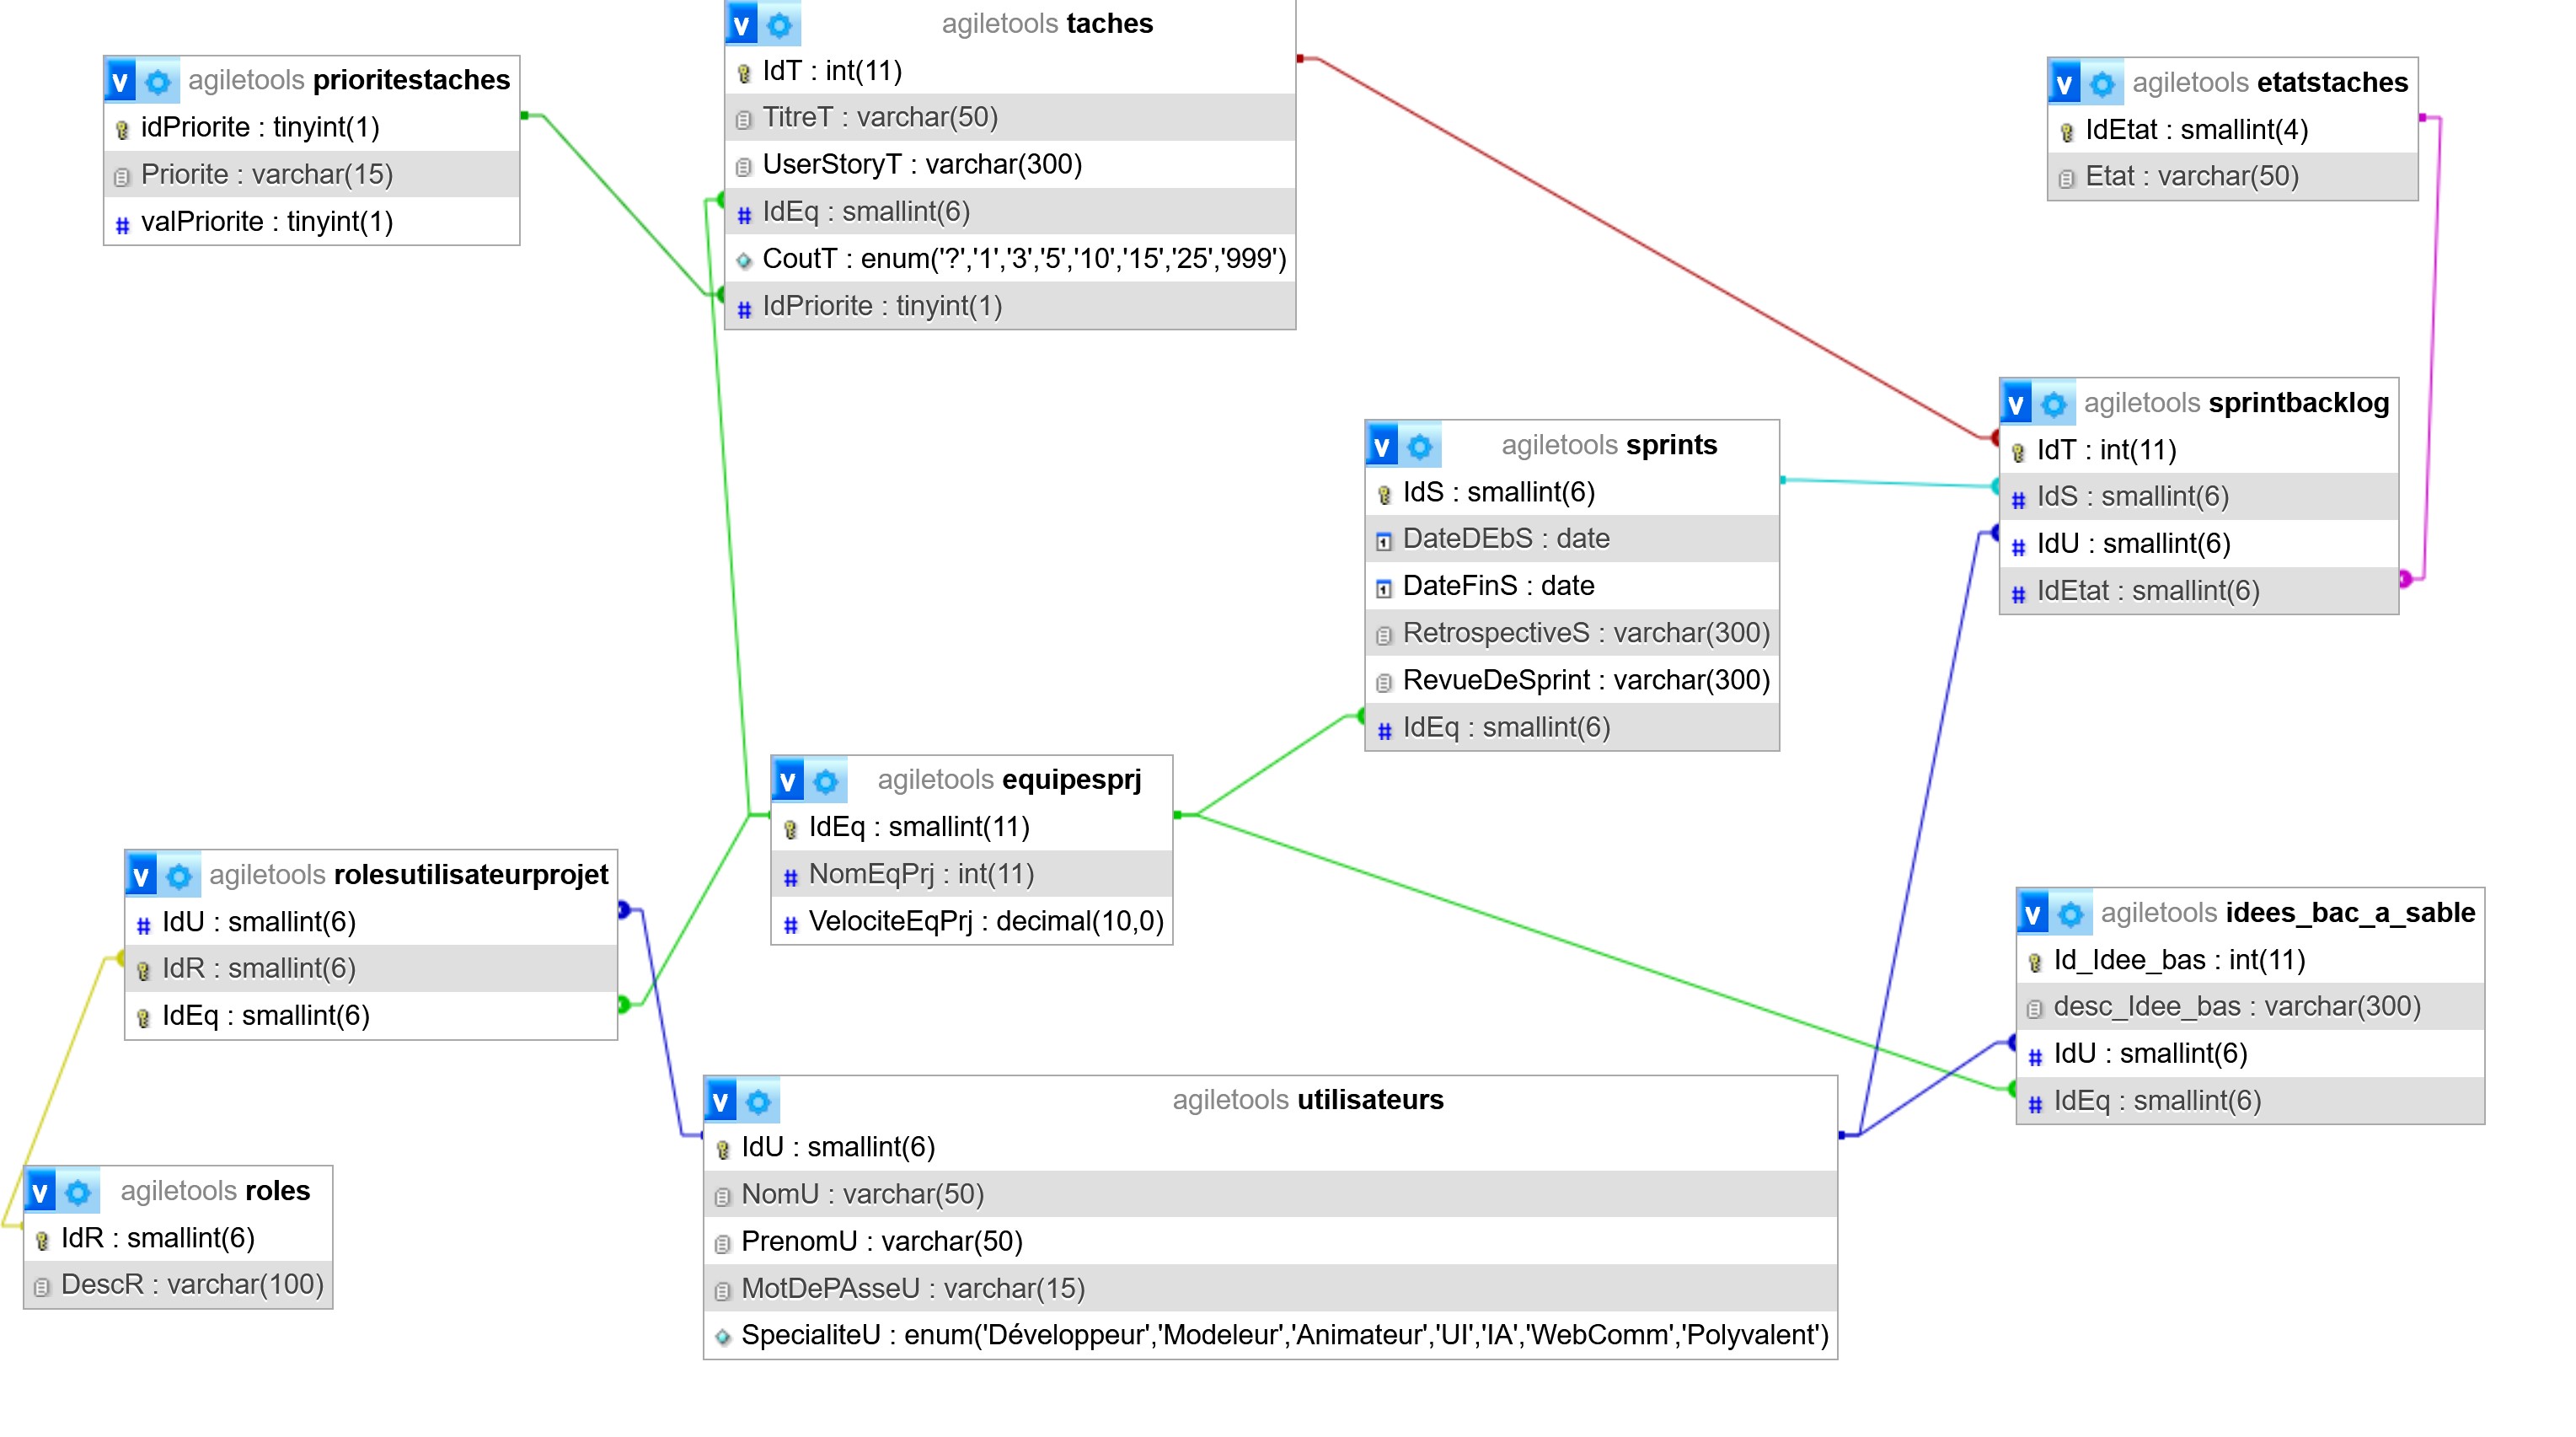 agiletools taches
IdT : int(11)
TitreT : varchar(50)
UserStoryT : varchar(300)
IdEq : smallint(6)
CoutT : enum('?','1','3','5','10','15','25','999')
IdPriorite : tinyint(1)
agiletools prioritestaches
idPriorite : tinyint(1)
Priorite : varchar(15)
valPriorite : tinyint(1)
agiletools etatstaches
IdEtat : smallint(4)
Etat : varchar(50)
agiletools sprintbacklog
IdT : int(11)
IdS : smallint(6)
IdU : smallint(6)
IdEtat : smallint(6)
agiletools sprints
IdS : smallint(6)
DateDEbS : date
DateFinS : date
RetrospectiveS : varchar(300)
RevueDeSprint : varchar(300)
IdEq : smallint(6)
agiletools equipesprj
IdEq : smallint(11)
NomEqPrj : int(11)
VelociteEqPrj : decimal(10,0)
agiletools rolesutilisateurprojet
IdU : smallint(6)
IdR : smallint(6)
IdEq : smallint(6)
agiletools idees_bac_a_sable
Id_Idee_bas : int(11)
desc_Idee_bas : varchar(300)
IdU : smallint(6)
IdEq : smallint(6)
agiletools utilisateurs
IdU : smallint(6)
NomU : varchar(50)
PrenomU : varchar(50)
MotDePAsseU : varchar(15)
SpecialiteU : enum('Développeur','Modeleur','Animateur','UI','IA','WebComm','Polyvalent')
agiletools roles
IdR : smallint(6)
DescR : varchar(100)